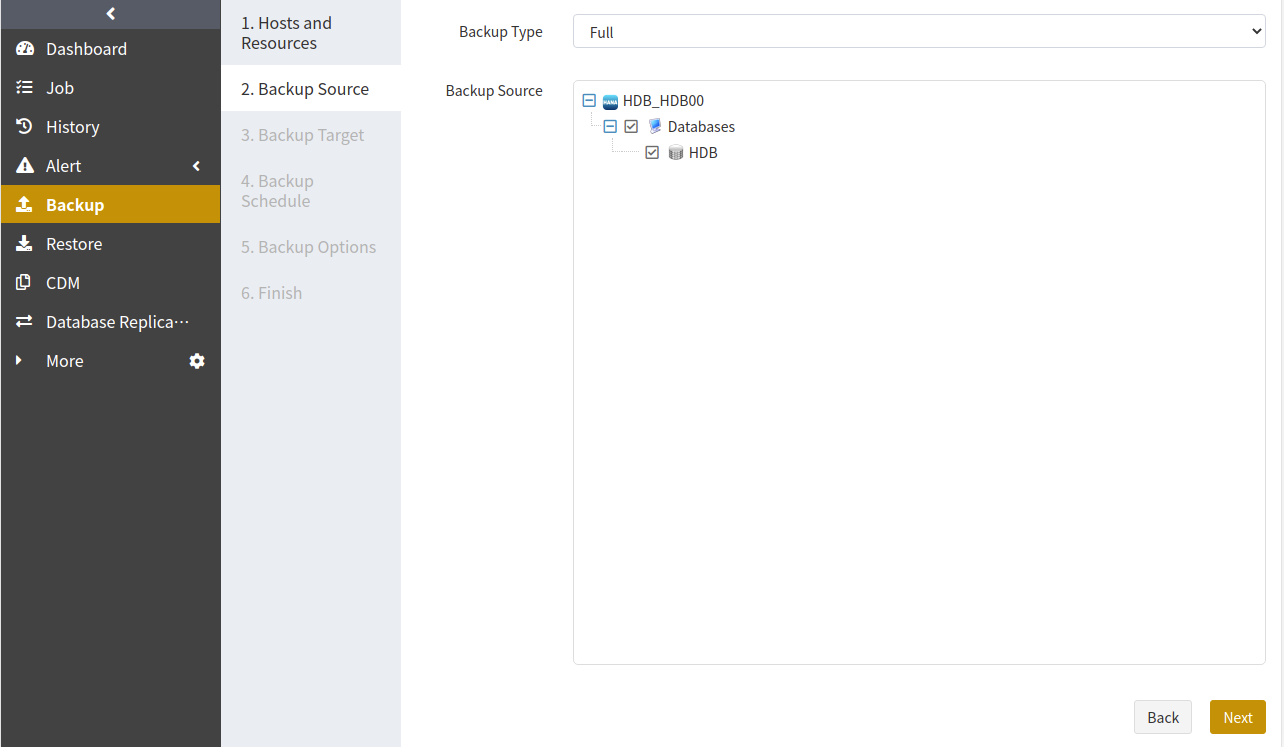 Dashboard
Job
History
Alert
Backup
Restore
CDM
Database Replica···
More
1. Hosts and
Resources
2. Backup Source
3. Backup Target
4. Backup
Schedule
5. Backup Options
6. Finish
Backup Type
Full
Backup Source
HANA HDB_HDB00
Databases
HDB
Back
Next